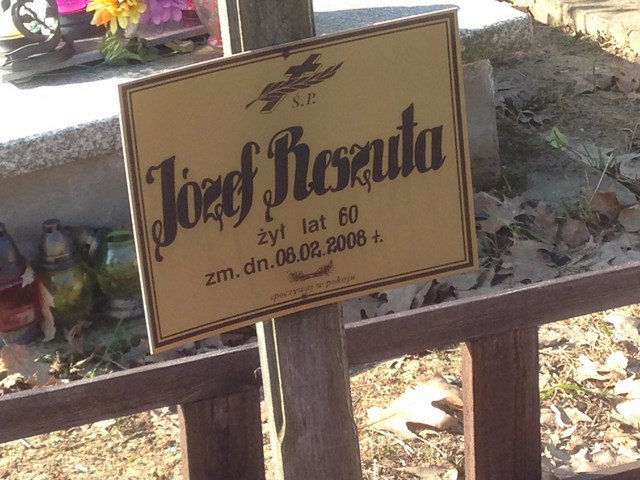 Ś.P.
Józef Reszuta
żył lat 60
zm. dn. 08.02.2008 r.
spoczywaj w pokoju